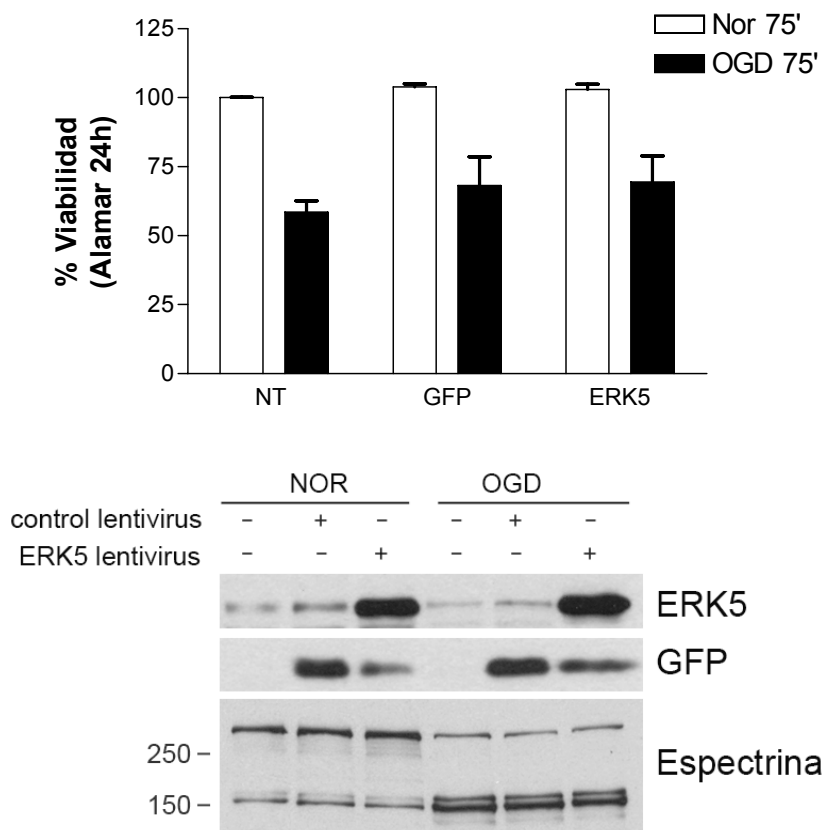 Nor 75'
OGD 75'
% Viabilidad
(Alamar 24h)
125
100
75
50
25
0
NT GFP ERK5
NOR OGD
control lentivirus - + - - + -
ERK5 lentivirus - - + - - +
ERK5
GFP
250
150
Espectrina